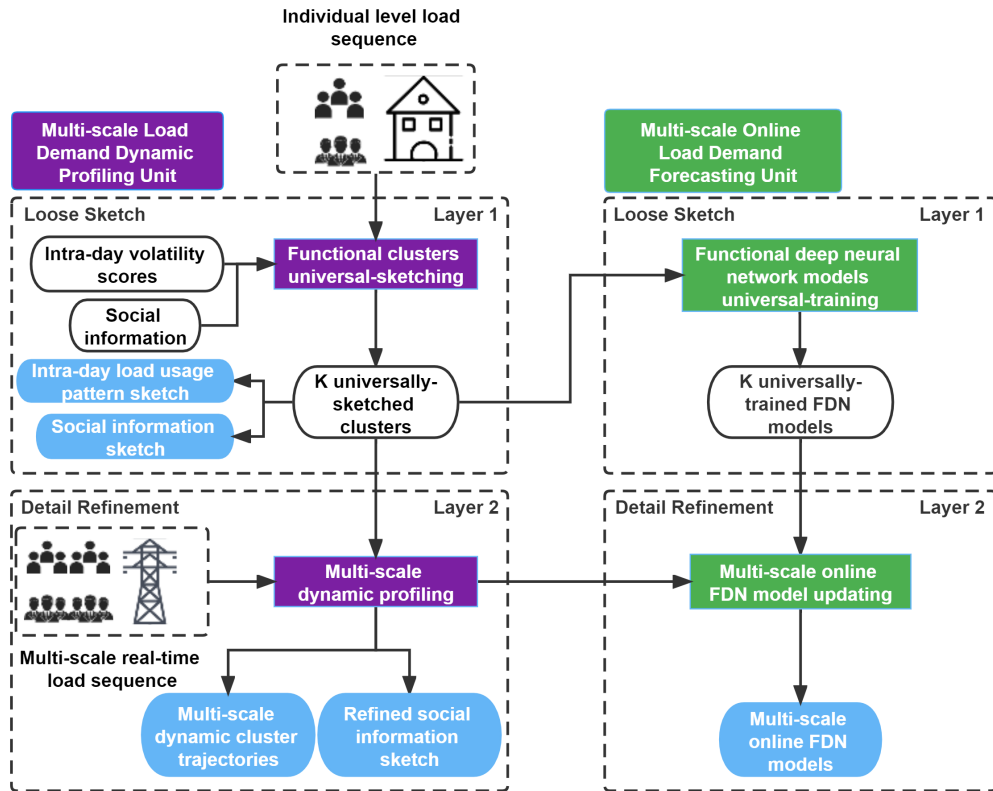 Individual level load
sequence
Multi-scale Load
Demand Dynamic
Profiling Unit
Multi-scale Online
Load Demand
Forecasting Unit
Loose Sketch
Layer 1
Intra-day volatility
scores
Social
information
Functional clusters
universal-sketching
Intra-day load usage
pattern sketch
Social information
sketch
K universally-
sketched
clusters
Loose Sketch
Layer 1
Functional deep neural
network models
universal-training
K universally-
trained FDN
models
Detail Refinement
Layer 2
Multi-scale real-time
load sequence
Multi-scale
dynamic profiling
Multi-scale
dynamic cluster
trajectories
Refined social
information
sketch
Detail Refinement
Layer 2
Multi-scale online
FDN model updating
Multi-scale
online FDN
models